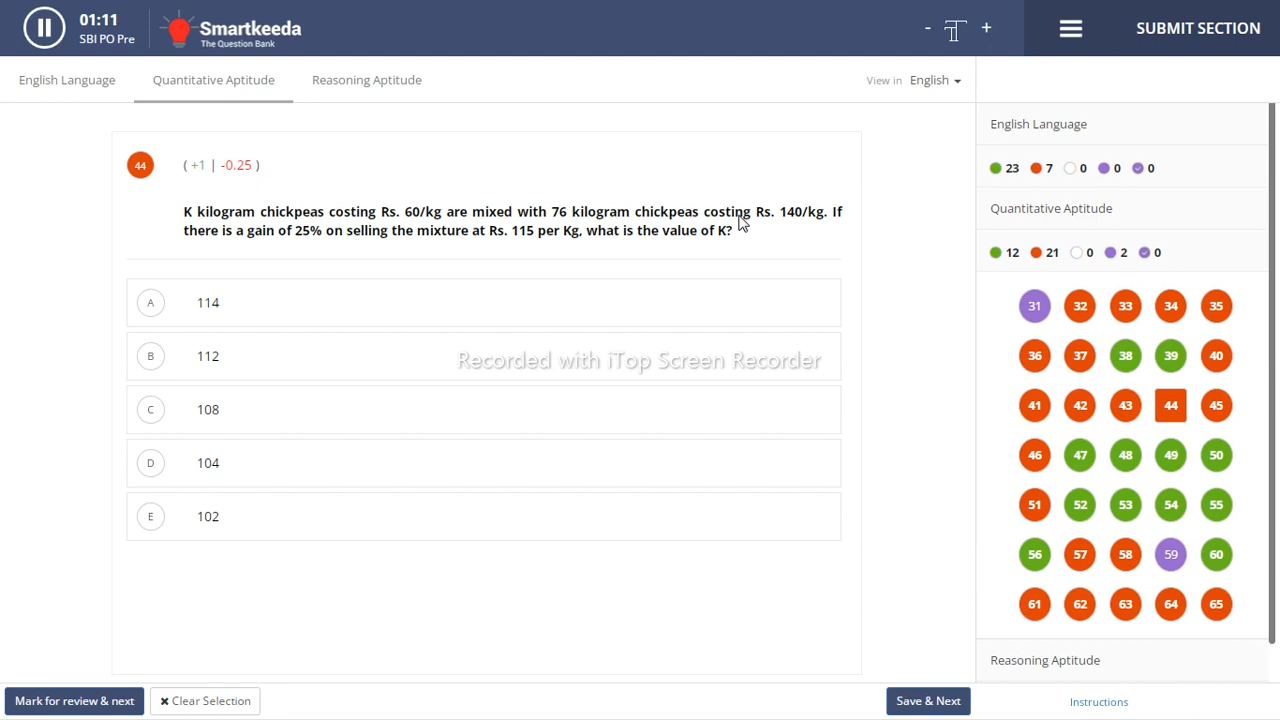 01:11
SBI PO Pre
Smartkeeda
The Question Bank
- T +
SUBMIT SECTION
English Language
Quantitative Aptitude
Reasoning Aptitude
View in English
44 ( +1 | -0.25 )
K kilogram chickpeas costing Rs. 60/kg are mixed with 76 kilogram chickpeas costing Rs. 140/kg. If
there is a gain of 25% on selling the mixture at Rs. 115 per Kg, what is the value of K?
A 114
B 112
C 108
D 104
E 102
Recorded with iTop Screen Recorder
English Language
23 7 0 0 0
Quantitative Aptitude
12 21 0 2 0
31 32 33 34 35
36 37 38 39 40
41 42 43 44 45
46 47 48 49 50
51 52 53 54 55
56 57 58 59 60
61 62 63 64 65
Reasoning Aptitude
Mark for review & next
Clear Selection
Save & Next
Instructions